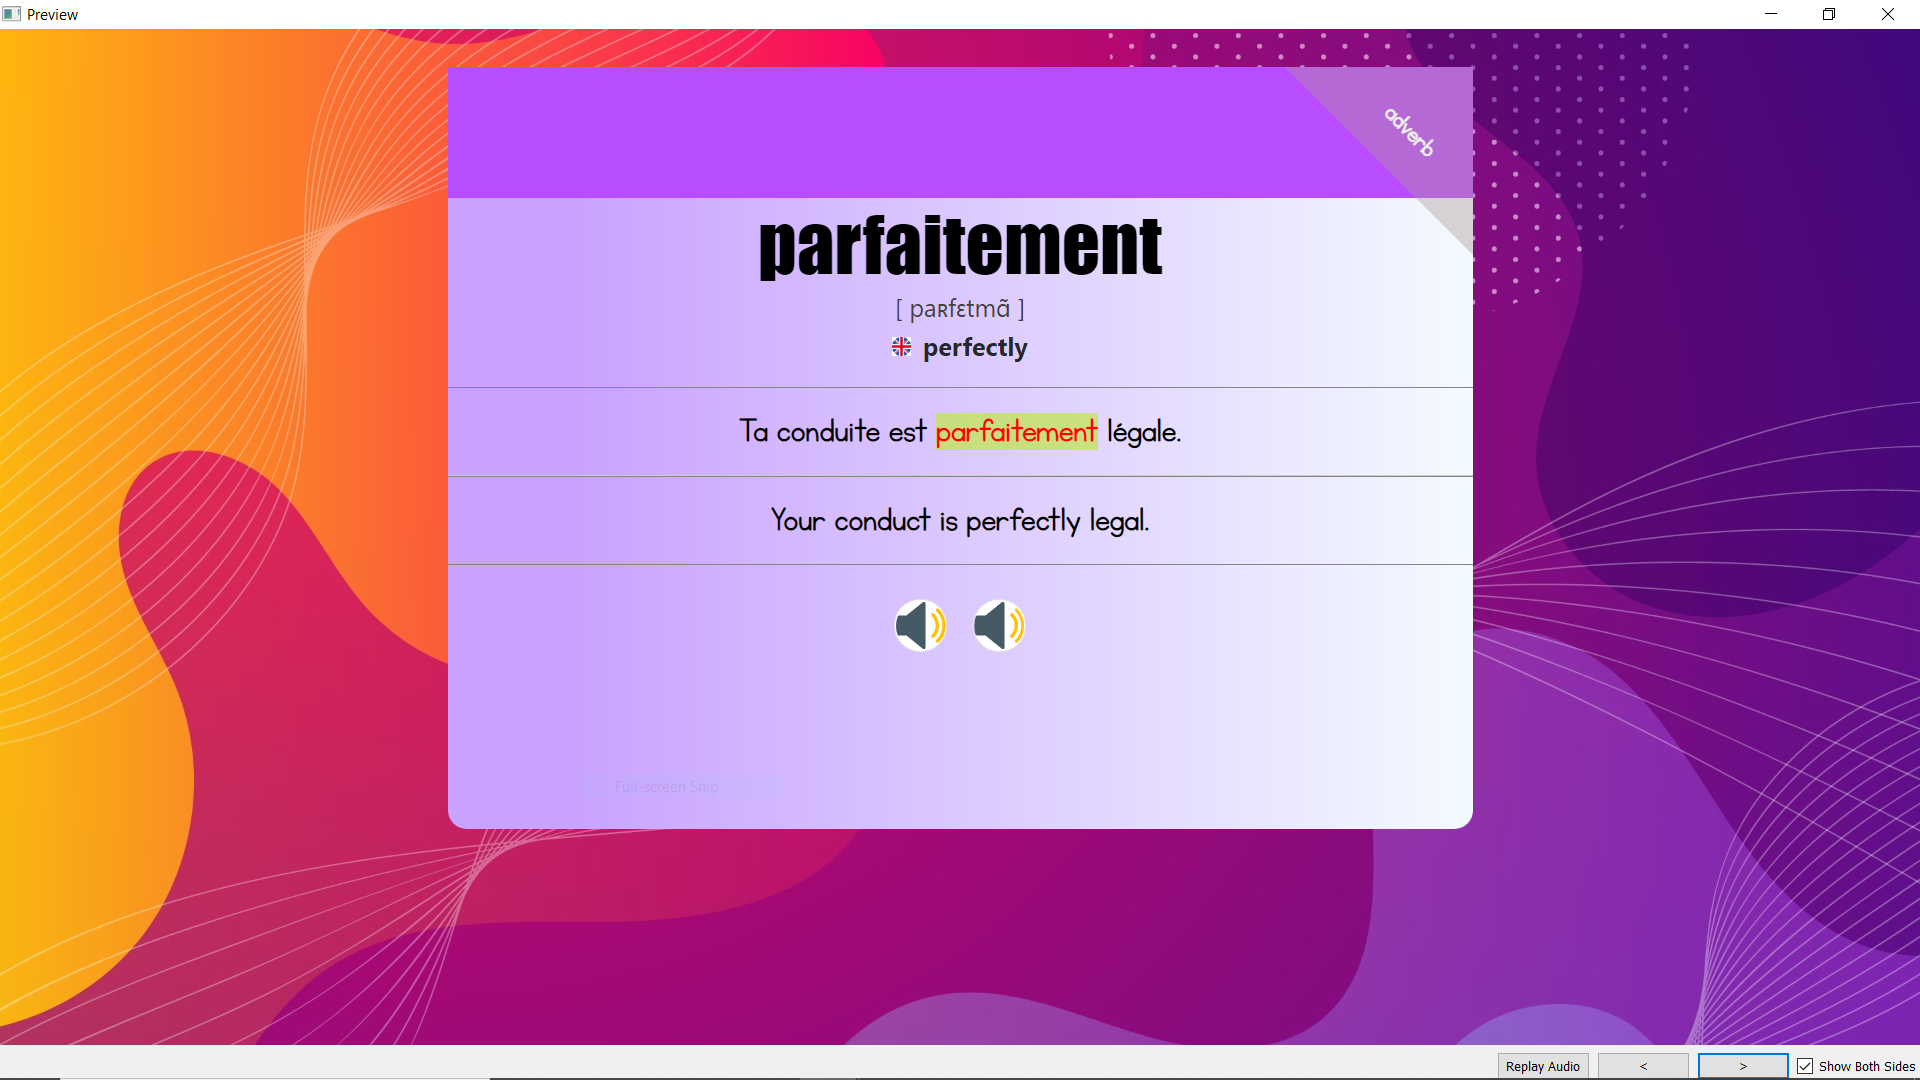 Preview
adverb
parfaitement
[ paʀfɛtmɑ̃ ]
perfectly
Ta conduite est parfaitement légale.
Your conduct is perfectly legal.
Full-screen Snip
Replay Audio < > Show Both Sides